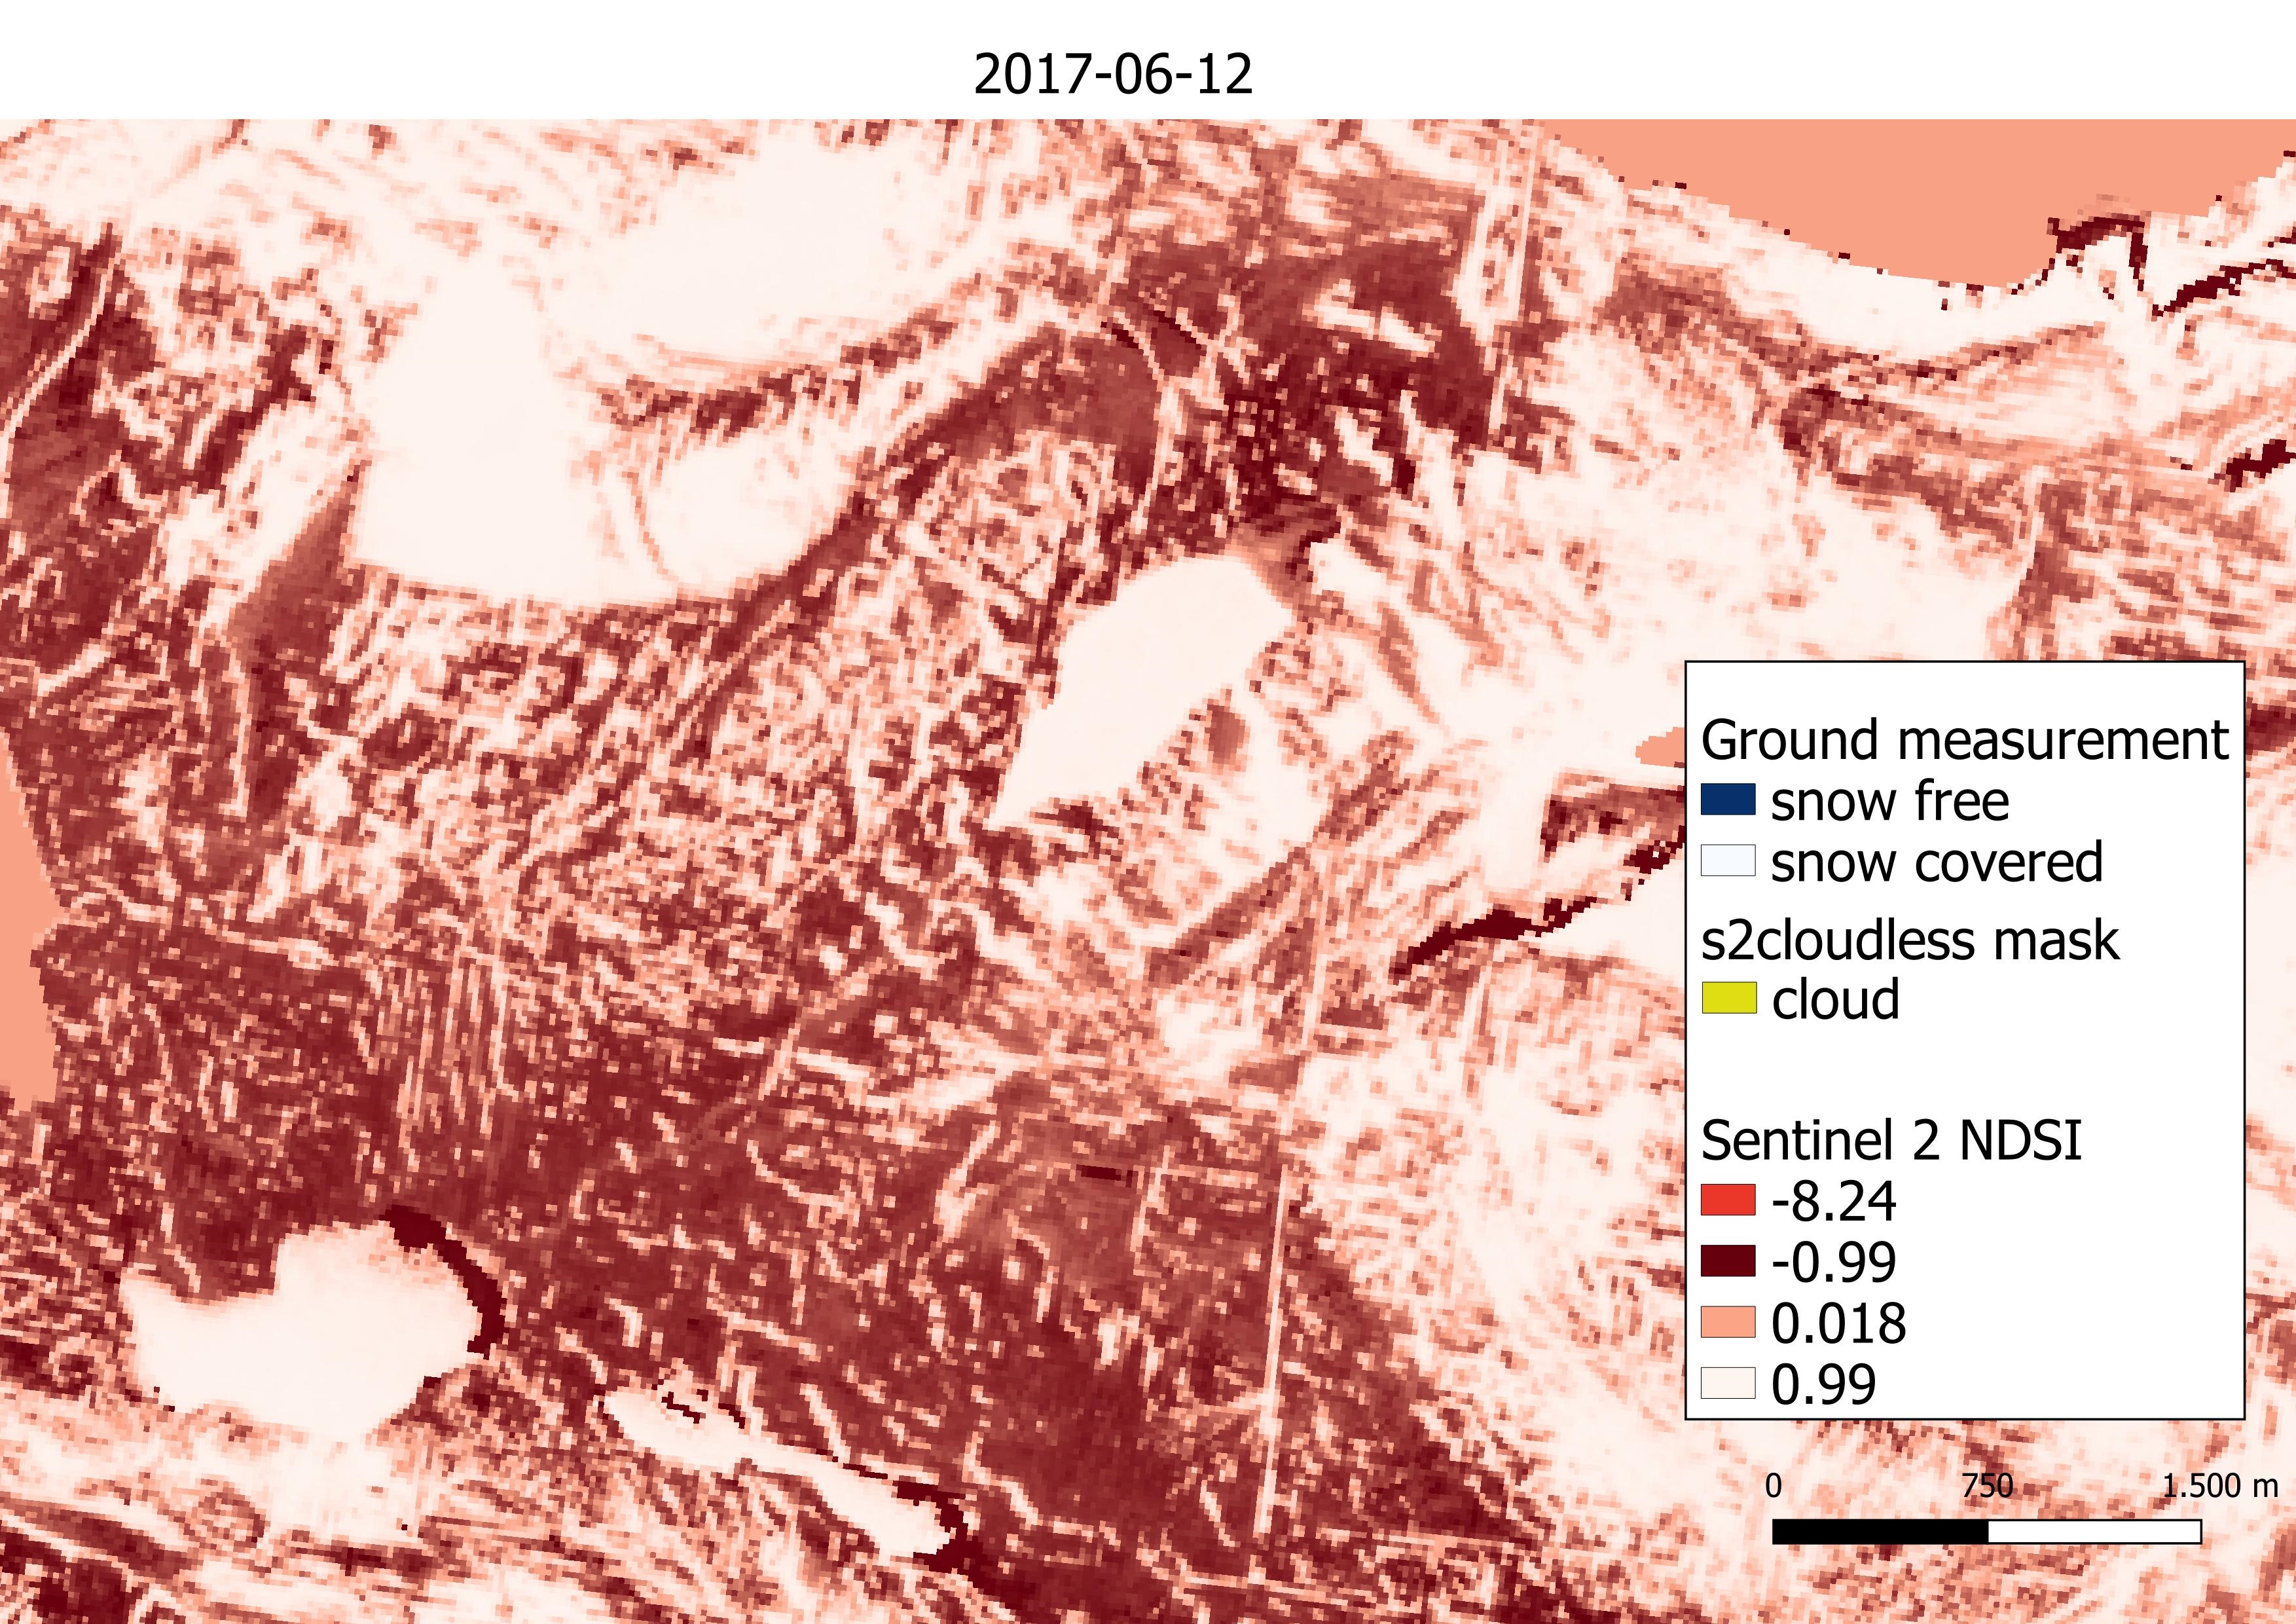 2017-06-12
Ground measurement
snow free
snow covered
s2cloudless mask
cloud
Sentinel 2 NDSI
-8.24
-0.99
0.018
0.99
0 750 1.500 m